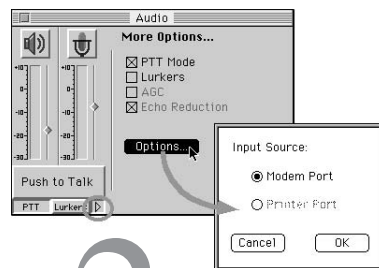 Audio
More Options...
PTT Mode
Lurkers
AGC
Echo Reduction
+10
0-
-10-
-20-
-30
+10
0-
-10-
-20-
-30
Options...
Push to Talk
PTT
Lurker
Input Source:
Modem Port
Printer Port
Cancel
OK